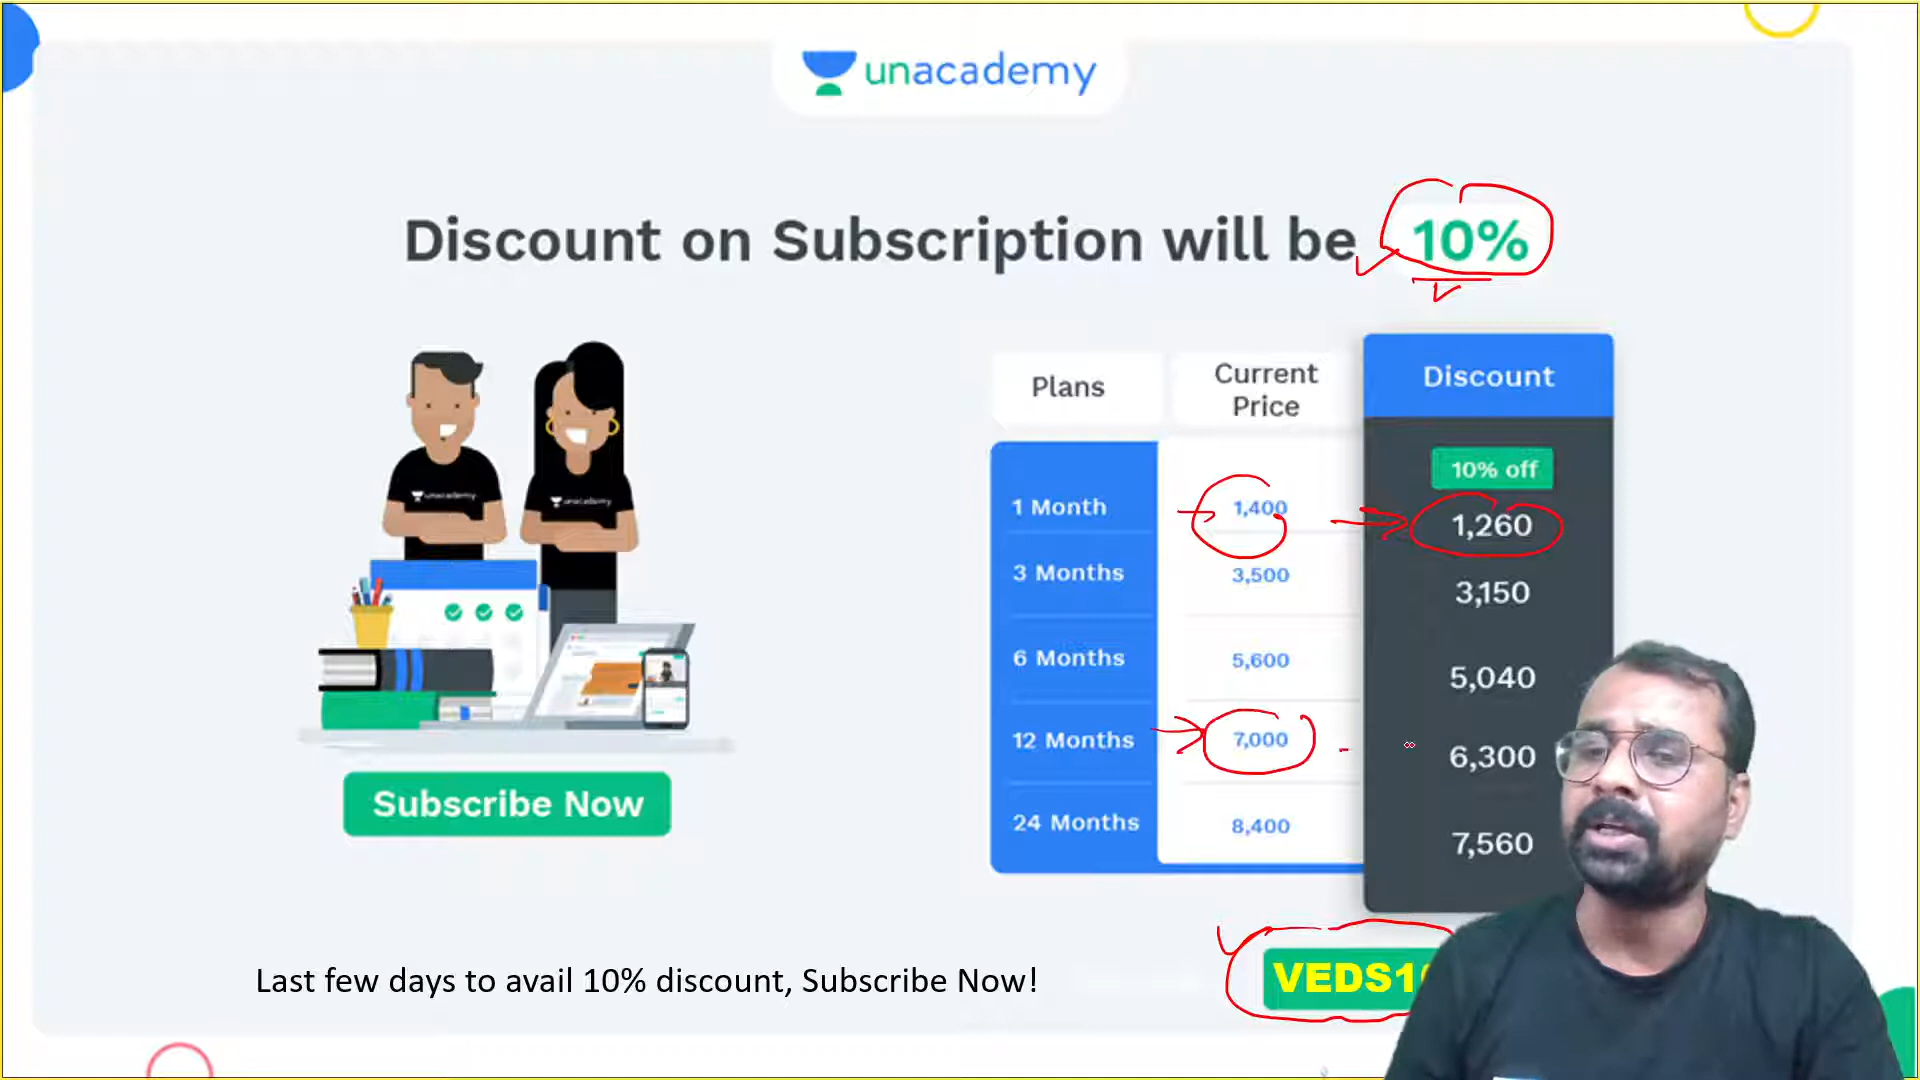 unacademy
Discount on Subscription will be 10%
Plans
Current Price
Discount
10% off
1 Month 1,400 1,260
3 Months 3,500 3,150
6 Months 5,600 5,040
12 Months 7,000 6,300
24 Months 8,400 7,560
unacademy
unacademy
Subscribe Now
Last few days to avail 10% discount, Subscribe Now!